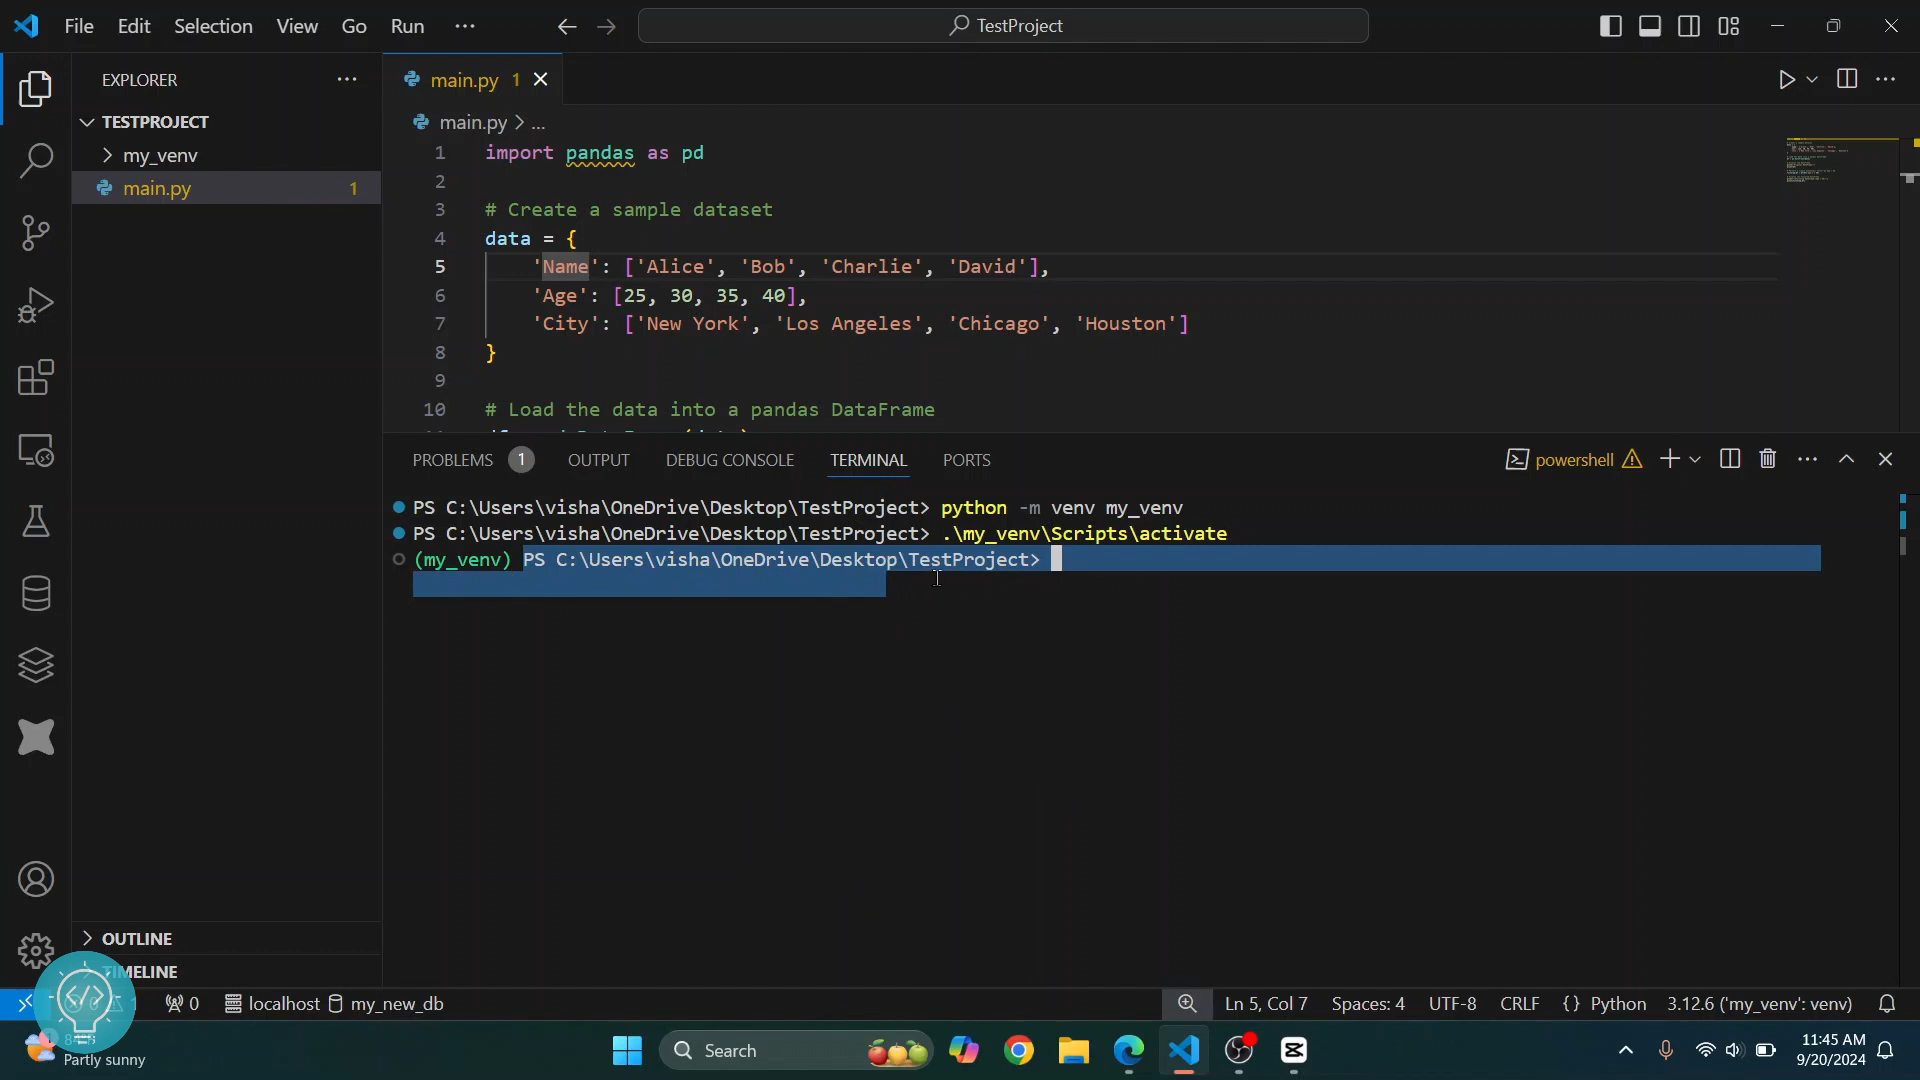 File Edit Selection View Go Run ···
TestProject
EXPLORER
TESTPROJECT
my_venv
main.py 1
OUTLINE
TIMELINE
main.py 1
main.py > ...
1 import pandas as pd
2
3 # Create a sample dataset
4 data = {
5 'Name': ['Alice', 'Bob', 'Charlie', 'David'],
6 'Age': [25, 30, 35, 40],
7 'City': ['New York', 'Los Angeles', 'Chicago', 'Houston']
8 }
9
10 # Load the data into a pandas DataFrame
PROBLEMS 1 OUTPUT DEBUG CONSOLE TERMINAL PORTS
powershell
PS C:\Users\visha\OneDrive\Desktop\TestProject> python -m venv my_venv
PS C:\Users\visha\OneDrive\Desktop\TestProject> .\my_venv\Scripts\activate
(my_venv) PS C:\Users\visha\OneDrive\Desktop\TestProject>
0 localhost my_new_db
Ln 5, Col 7 Spaces: 4 UTF-8 CRLF {} Python 3.12.6 ('my_venv': venv)
Partly sunny
Search
11:45 AM
9/20/2024